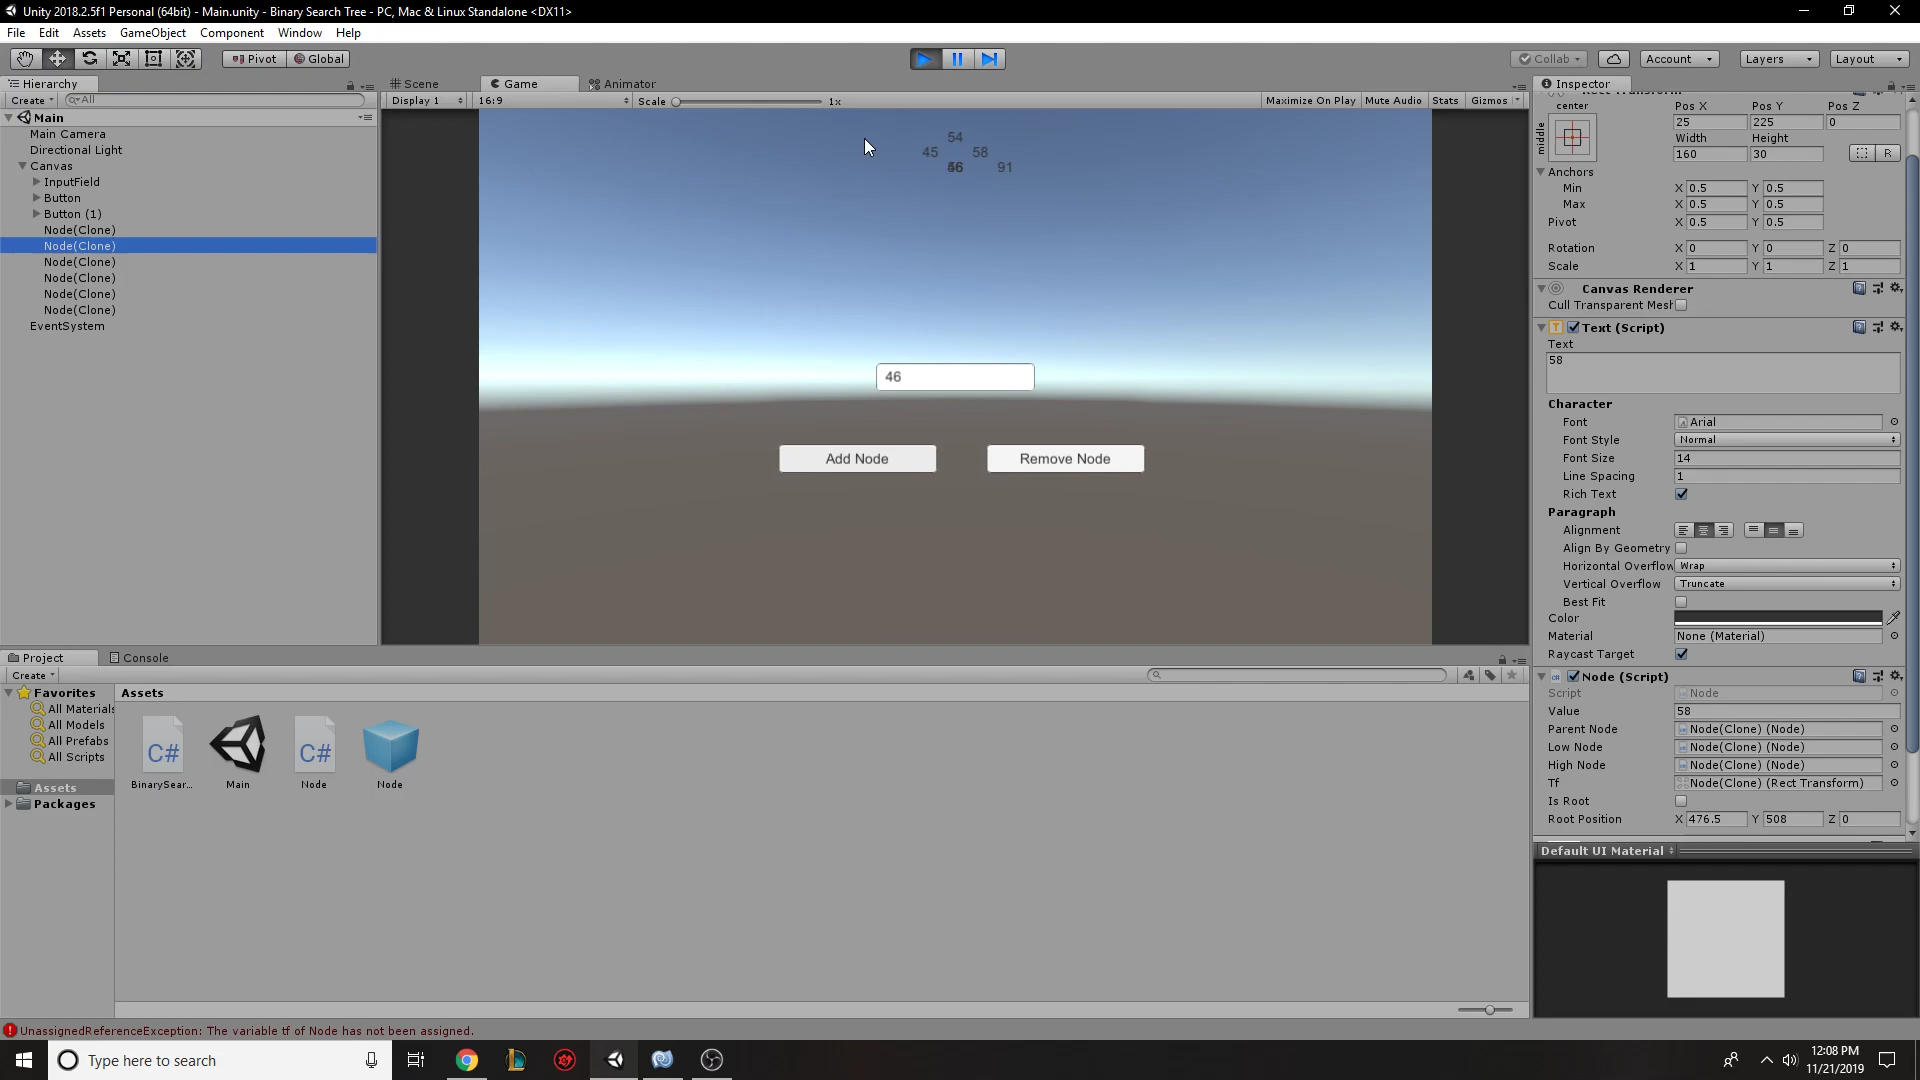 Unity 2018.2.5f1 Personal (64bit) - Main.unity - Binary Search Tree - PC, Mac & Linux Standalone <DX11>
File Edit Assets GameObject Component Window Help
Pivot Global Collab Account Layers Layout
Hierarchy
Create All
Main
Main Camera
Directional Light
Canvas
InputField
Button
Button (1)
Node(Clone)
Node(Clone)
Node(Clone)
Node(Clone)
Node(Clone)
Node(Clone)
EventSystem
Scene Game Animator
Display 1 16:9 Scale 1x Maximize On Play Mute Audio Stats Gizmos
54
45 58
91
46
Add Node Remove Node
Inspector
center Pos X Pos Y Pos Z
middle 25 225 0
Width Height
160 30 R
Anchors
Min X 0.5 Y 0.5
Max X 0.5 Y 0.5
Pivot X 0.5 Y 0.5
Rotation X 0 Y 0 Z 0
Scale X 1 Y 1 Z 1
Canvas Renderer
Cull Transparent Mesh
Text (Script)
Text
58
Character
Font Arial
Font Style Normal
Font Size 14
Line Spacing 1
Rich Text
Paragraph
Alignment
Align By Geometry
Horizontal Overflow Wrap
Vertical Overflow Truncate
Best Fit
Color
Material None (Material)
Raycast Target
Node (Script)
Script Node
Value 58
Parent Node Node(Clone) (Node)
Low Node Node(Clone) (Node)
High Node Node(Clone) (Node)
Tf Node(Clone) (Rect Transform)
Is Root
Root Position X 476.5 Y 508 Z 0
Default UI Material
Project Console
Create
Favorites
All Materials
All Models
All Prefabs
All Scripts
Assets
Packages
Assets
C# C#
BinarySear... Main Node Node
UnassignedReferenceException: The variable tf of Node has not been assigned.
Type here to search
12:08 PM
11/21/2019